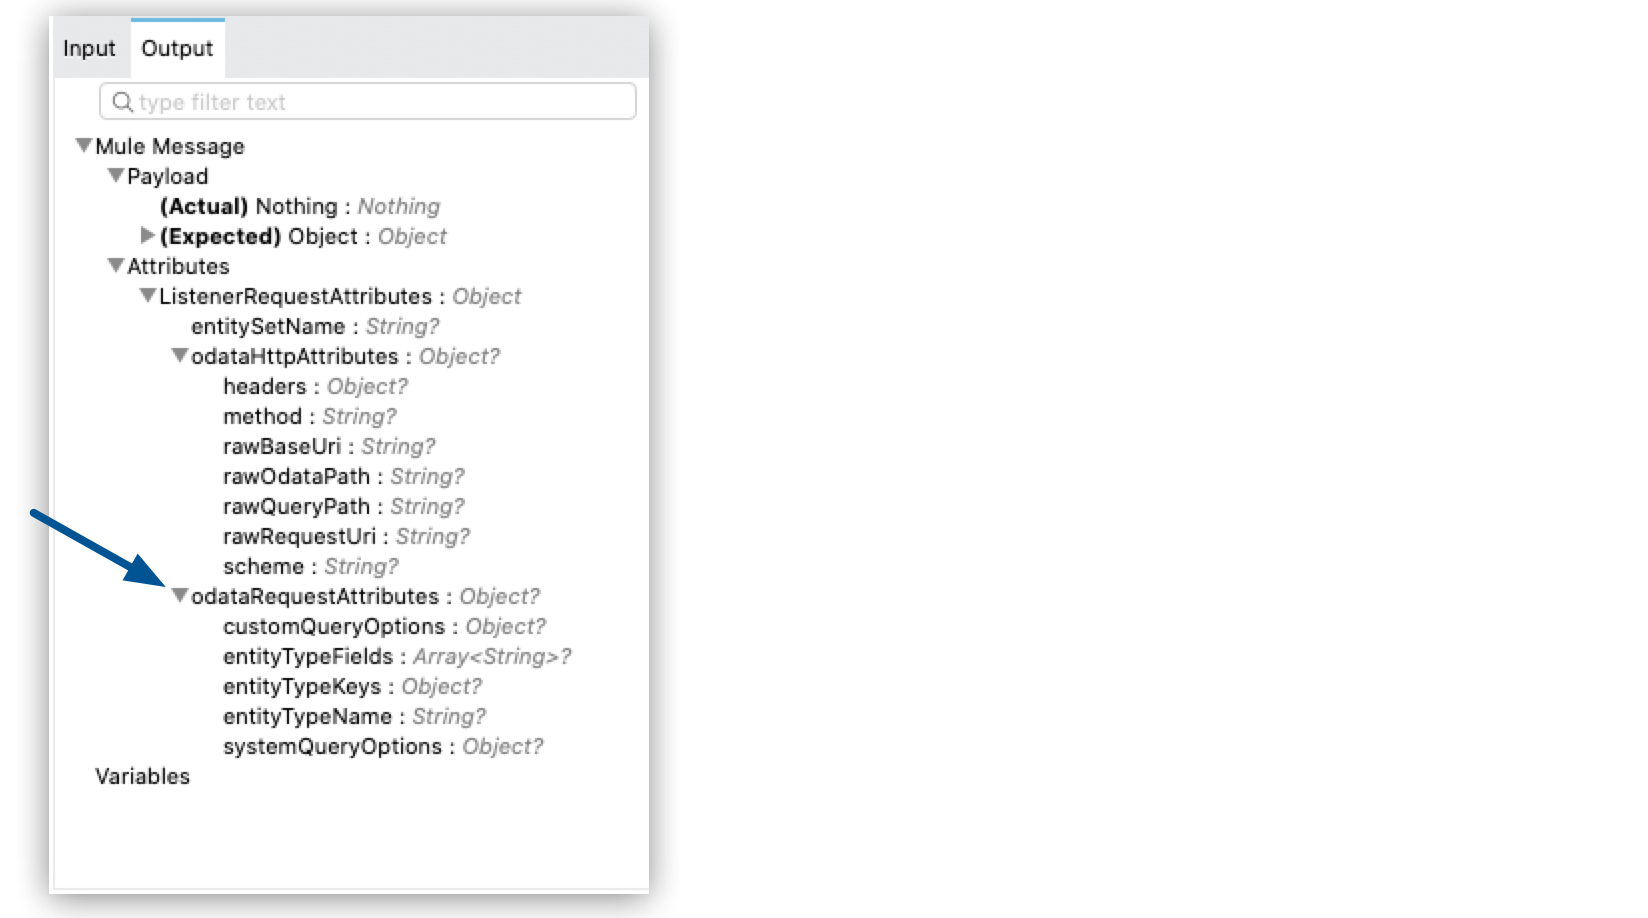 Input Output
type filter text
Mule Message
Payload
(Actual) Nothing : Nothing
(Expected) Object : Object
Attributes
ListenerRequestAttributes : Object
entitySetName : String?
odataHttpAttributes : Object?
headers : Object?
method : String?
rawBaseUri : String?
rawOdataPath : String?
rawQueryPath : String?
rawRequestUri : String?
scheme : String?
odataRequestAttributes : Object?
customQueryOptions : Object?
entityTypeFields : Array<String>?
entityTypeKeys : Object?
entityTypeName : String?
systemQueryOptions : Object?
Variables